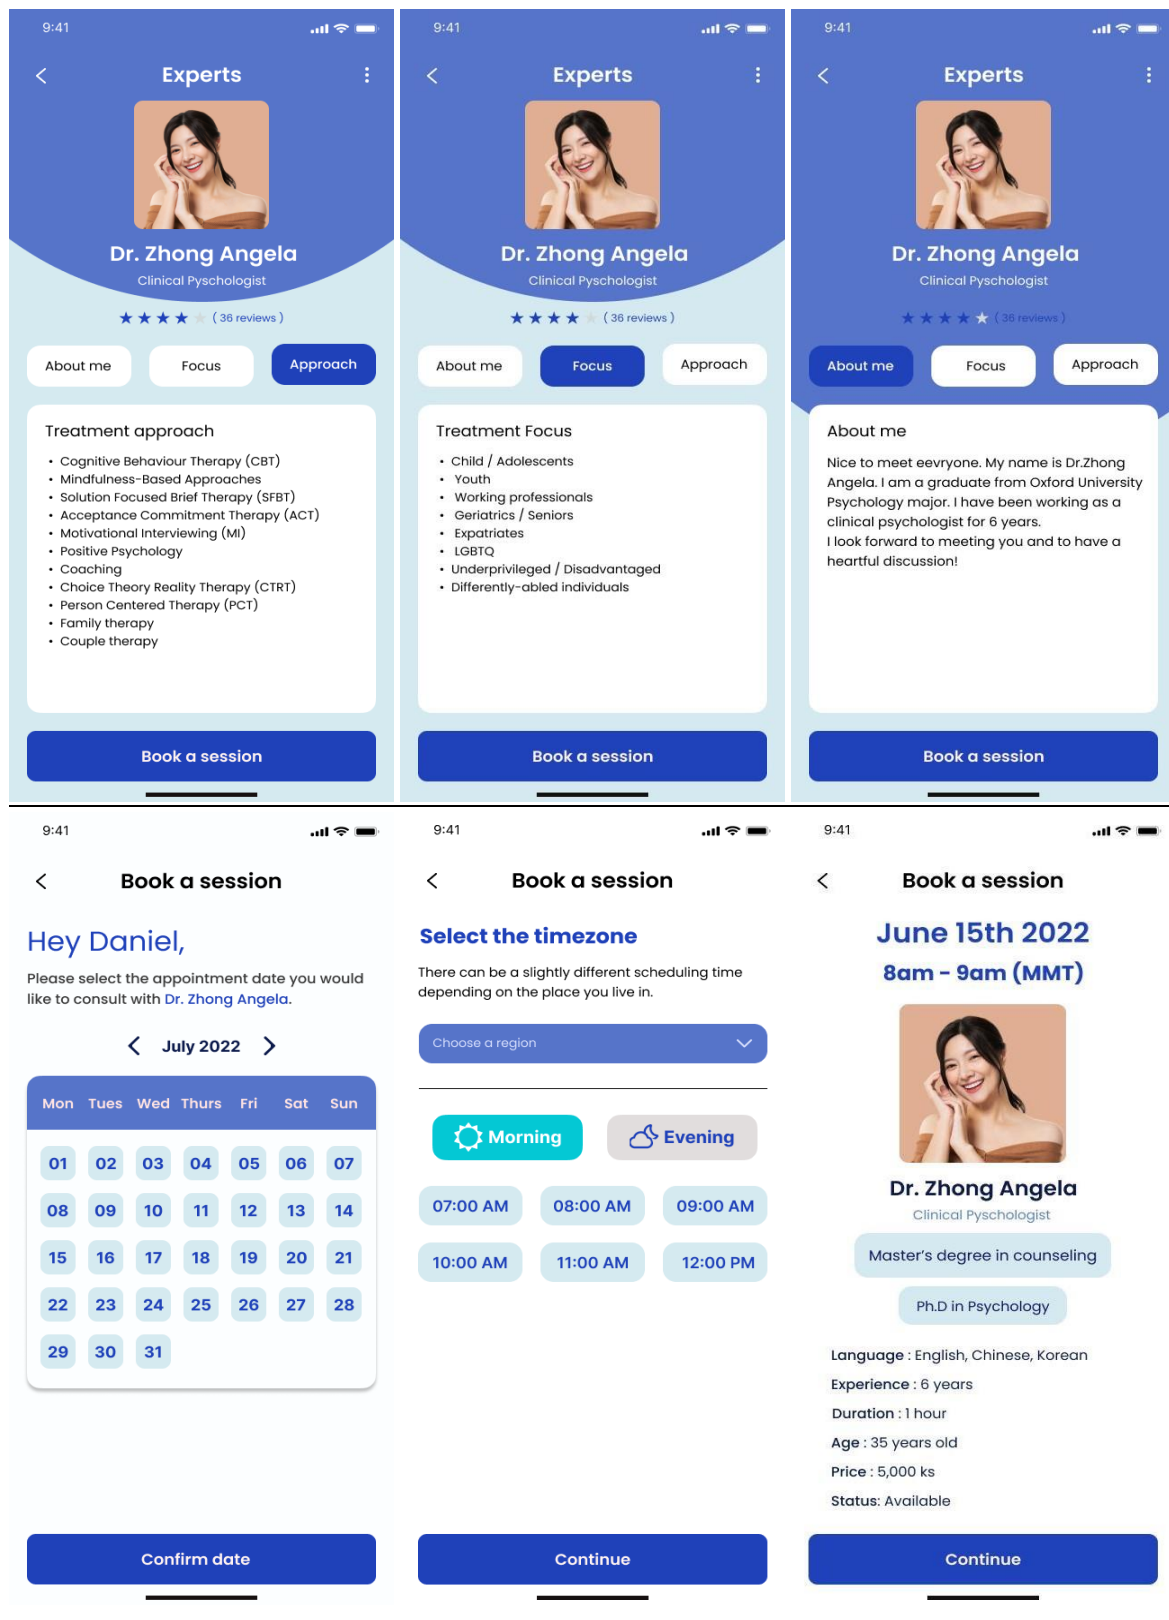 9:41
Experts
Dr. Zhong Angela
Clinical Pyschologist
( 36 reviews )
About me
Focus
Approach
Treatment approach
• Cognitive Behaviour Therapy (CBT)
• Mindfulness-Based Approaches
• Solution Focused Brief Therapy (SFBT)
• Acceptance Commitment Therapy (ACT)
• Motivational Interviewing (MI)
• Positive Psychology
• Coaching
• Choice Theory Reality Therapy (CTRT)
• Person Centered Therapy (PCT)
• Family therapy
• Couple therapy
Book a session
9:41
Experts
Dr. Zhong Angela
Clinical Pyschologist
( 36 reviews )
About me
Focus
Approach
Treatment Focus
• Child / Adolescents
• Youth
• Working professionals
• Geriatrics / Seniors
• Expatriates
• LGBTQ
• Underprivileged / Disadvantaged
• Differently-abled individuals
Book a session
9:41
Experts
Dr. Zhong Angela
Clinical Pyschologist
( 36 reviews )
About me
Focus
Approach
About me
Nice to meet eevryone. My name is Dr.Zhong
Angela. I am a graduate from Oxford University
Psychology major. I have been working as a
clinical psychologist for 6 years.
I look forward to meeting you and to have a
heartful discussion!
Book a session
9:41
Book a session
Hey Daniel,
Please select the appointment date you would
like to consult with Dr. Zhong Angela.
July 2022
Mon Tues Wed Thurs Fri Sat Sun
01 02 03 04 05 06 07
08 09 10 11 12 13 14
15 16 17 18 19 20 21
22 23 24 25 26 27 28
29 30 31
Confirm date
9:41
Book a session
Select the timezone
There can be a slightly different scheduling time
depending on the place you live in.
Choose a region
Morning
Evening
07:00 AM 08:00 AM 09:00 AM
10:00 AM 11:00 AM 12:00 PM
Continue
9:41
Book a session
June 15th 2022
8am - 9am (MMT)
Dr. Zhong Angela
Clinical Pyschologist
Master's degree in counseling
Ph.D in Psychology
Language : English, Chinese, Korean
Experience : 6 years
Duration : 1 hour
Age : 35 years old
Price : 5,000 ks
Status: Available
Continue